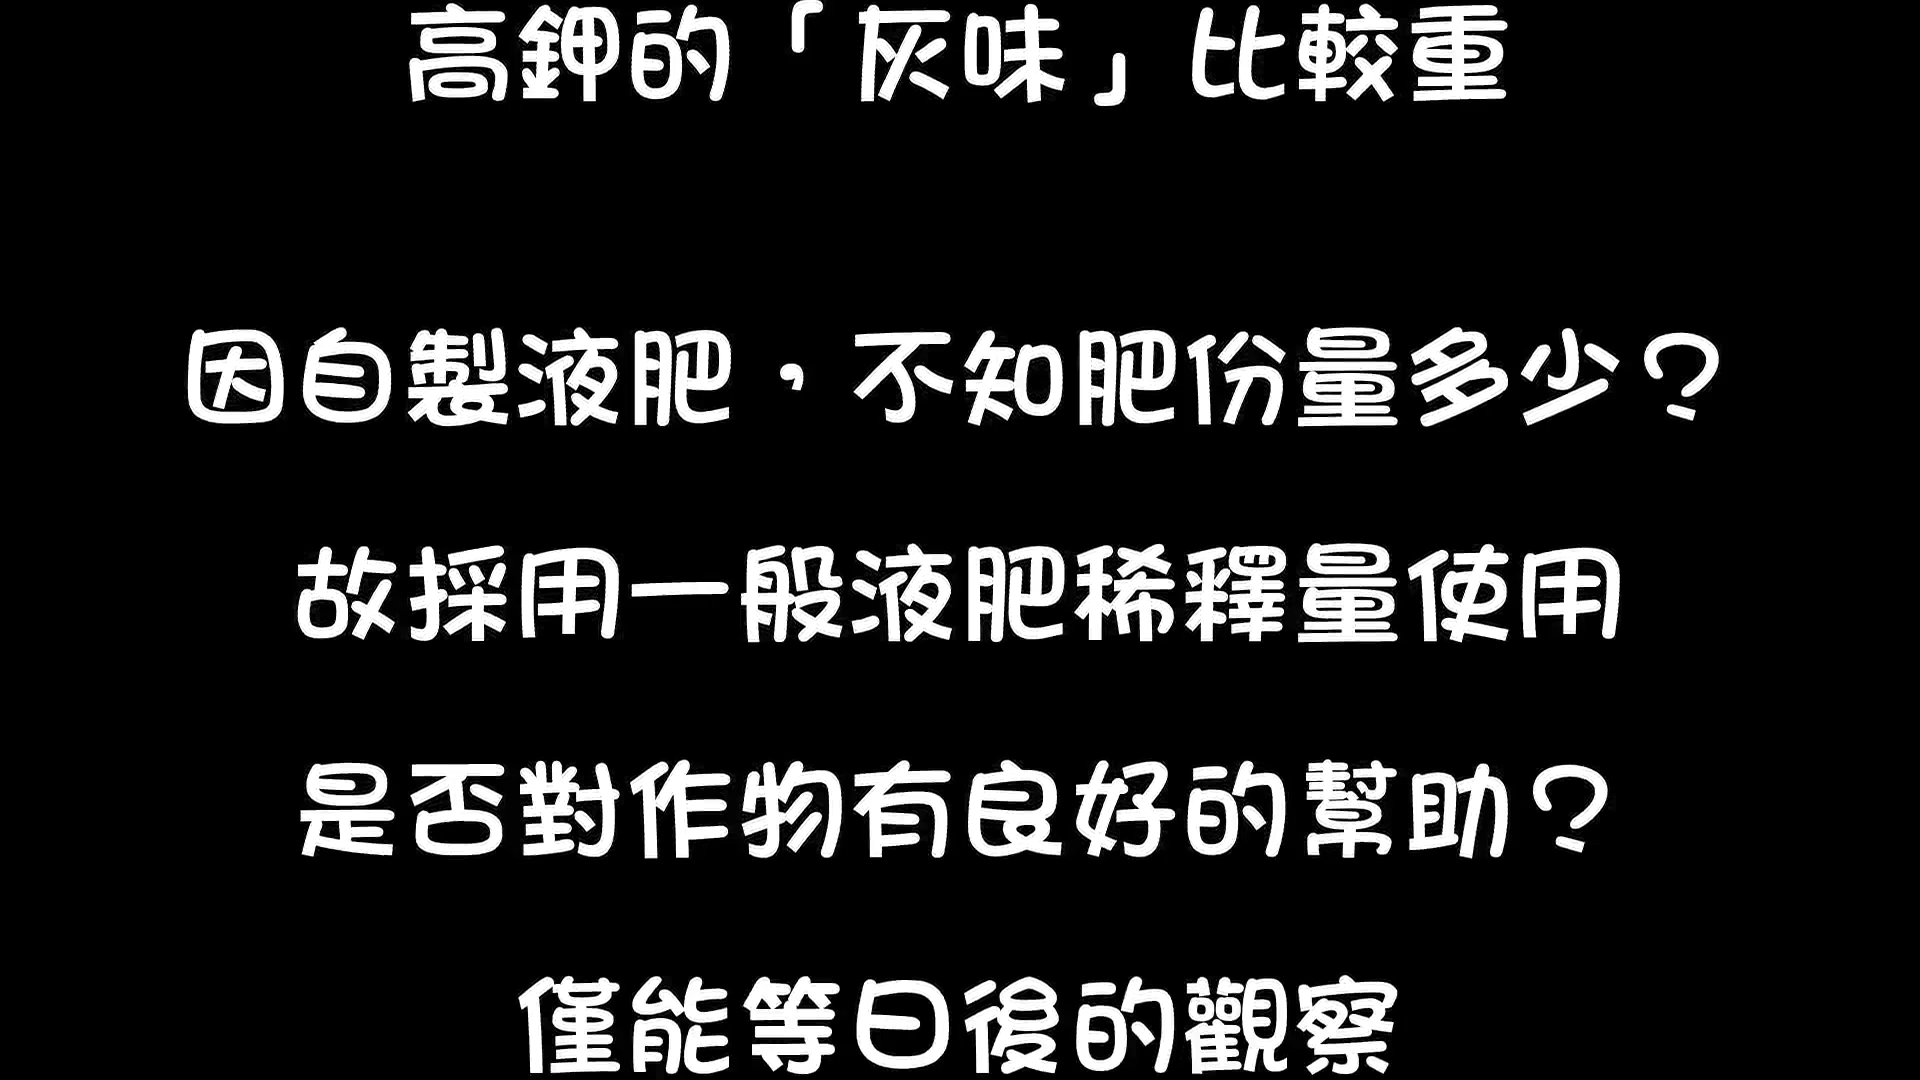 高鉀的「灰味」比較重
因自製液肥，不知肥份量多少？
故採用一般液肥稀釋量使用
是否對作物有良好的幫助？
僅能等日後的觀察